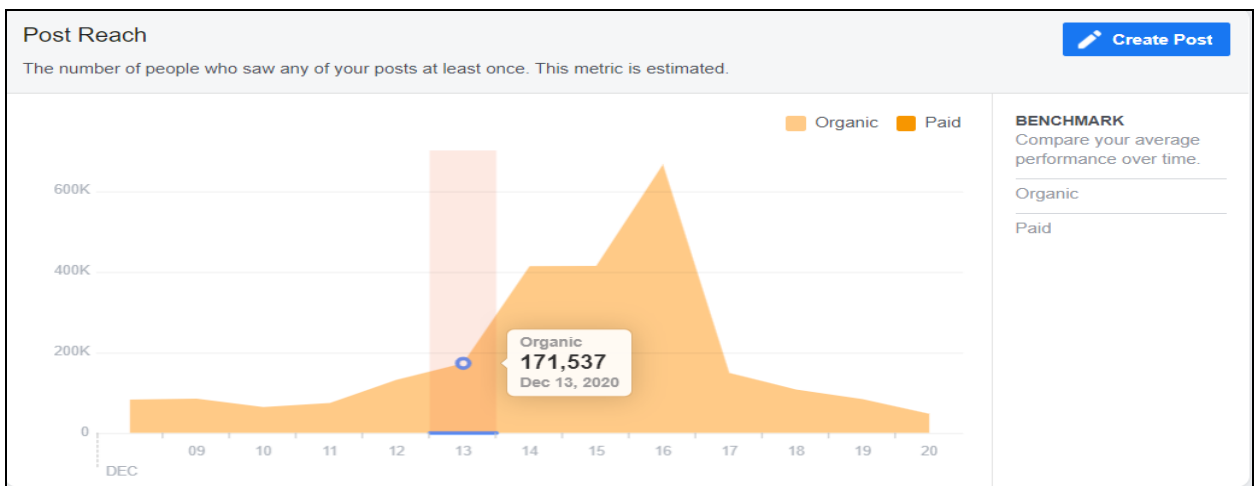 Post Reach
Create Post
The number of people who saw any of your posts at least once. This metric is estimated.
Organic
Paid
BENCHMARK
Compare your average
performance over time.
Organic
Paid
600K
400K
200K
0
Organic
171,537
Dec 13, 2020
09 10 11 12 13 14 15 16 17 18 19 20
DEC